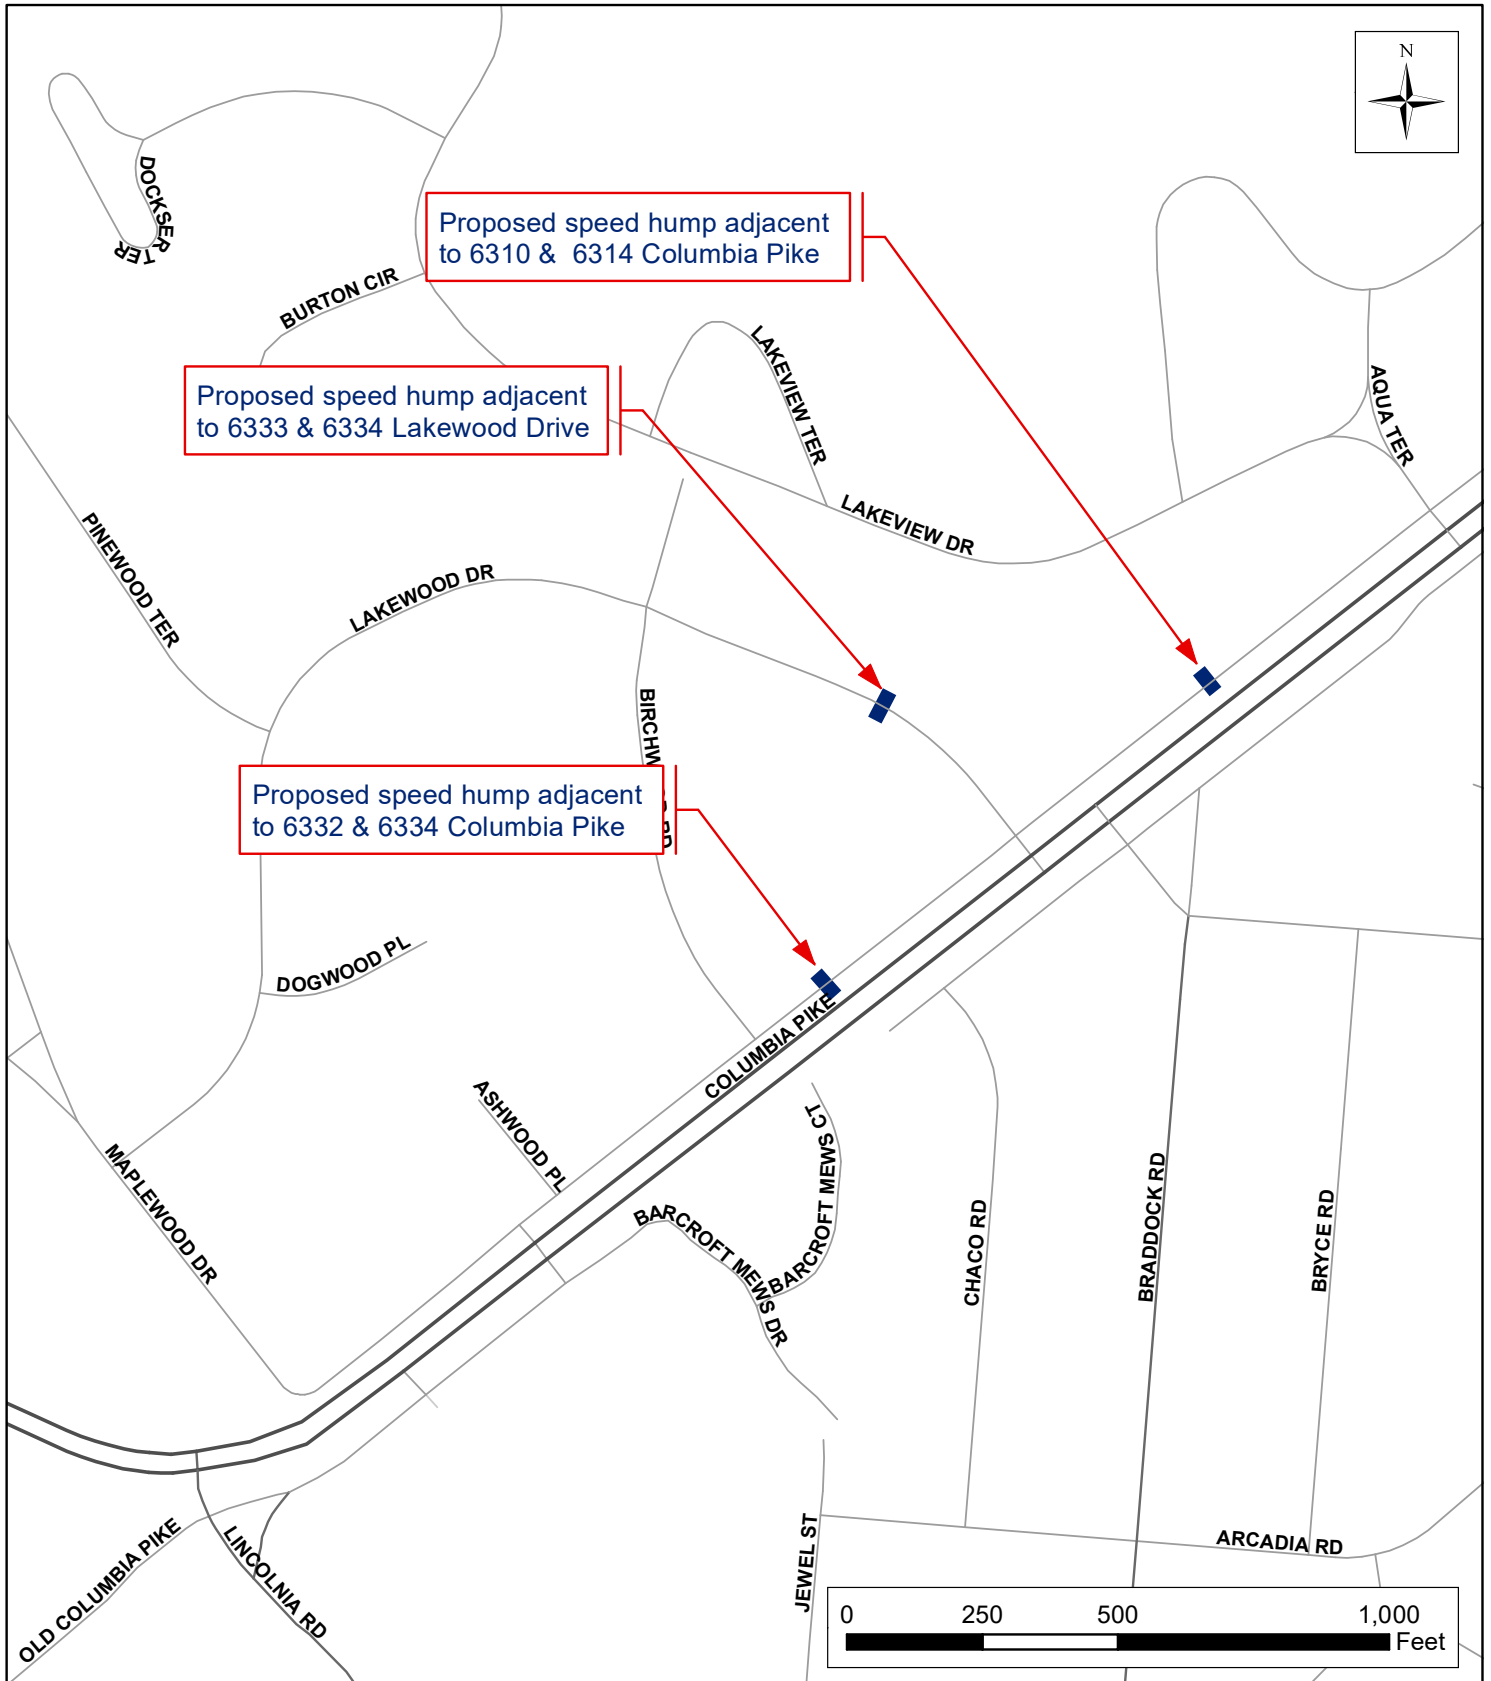 N
DOCKSER TER
Proposed speed hump adjacent
to 6310 &  6314 Columbia Pike
BURTON CIR
LAKEVIEW TER
AQUA TER
Proposed speed hump adjacent
to 6333 & 6334 Lakewood Drive
LAKEVIEW DR
PINEWOOD TER
LAKEWOOD DR
BIRCHW
RD
Proposed speed hump adjacent
to 6332 & 6334 Columbia Pike
DOGWOOD PL
COLUMBIA PIKE
ASHWOOD PL
MAPLEWOOD DR
BARCROFT MEWS CT
BARCROFT MEWS DR
CHACO RD
BRADDOCK RD
BRYCE RD
OLD COLUMBIA PIKE
LINCOLNIA RD
JEWEL ST
ARCADIA RD
0 250 500 1,000
Feet